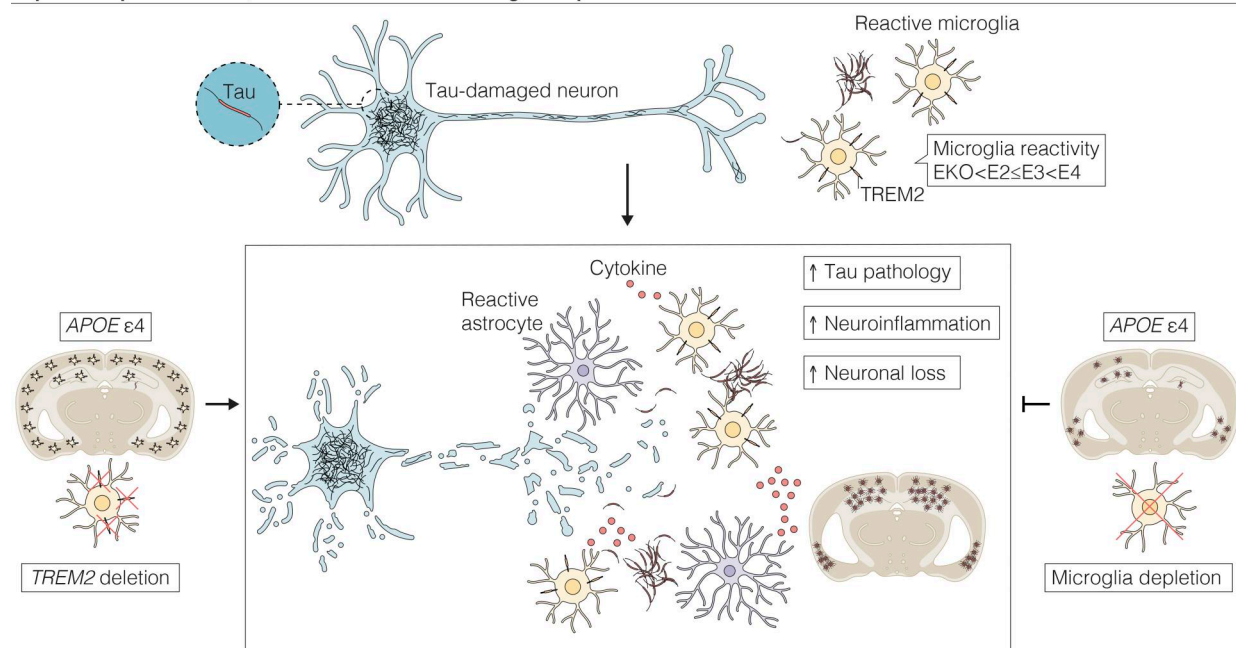 Reactive microglia
Tau
Tau-damaged neuron
Microglia reactivity
EKO<E2≤E3<E4
TREM2
Cytokine
Reactive
astrocyte
↑ Tau pathology
↑ Neuroinflammation
↑ Neuronal loss
APOE ε4
TREM2 deletion
APOE ε4
Microglia depletion